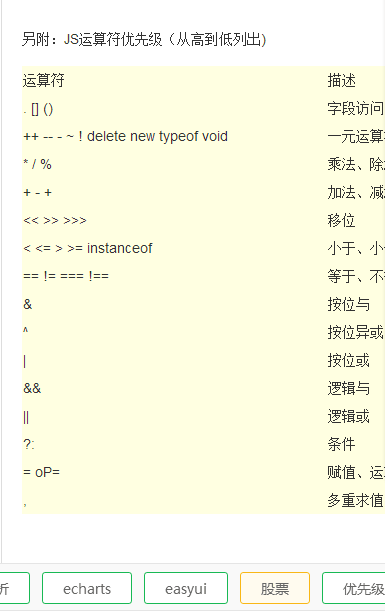 另附：JS运算符优先级（从高到低列出）
运算符 描述
. [] () 字段访问
++ -- - ~ ! delete new typeof void 一元运算
* / % 乘法、除
+ - + 加法、减
<< >> >>> 移位
< <= > >= instanceof 小于、小
== != === !== 等于、不
& 按位与
^ 按位异或
| 按位或
&& 逻辑与
|| 逻辑或
?: 条件
= oP= 赋值、运
, 多重求值
析 echarts easyui 股票 优先级